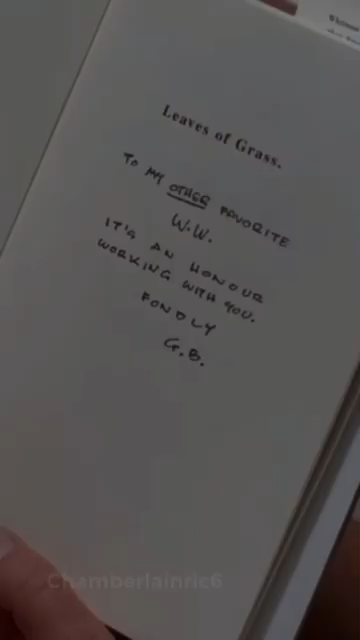 Leaves of Grass.
TO MY OTHER FAVORITE
W.W.
IT'S AN HONOUR
WORKING WITH YOU.
FONDLY
G.B.
Chamberlainric6